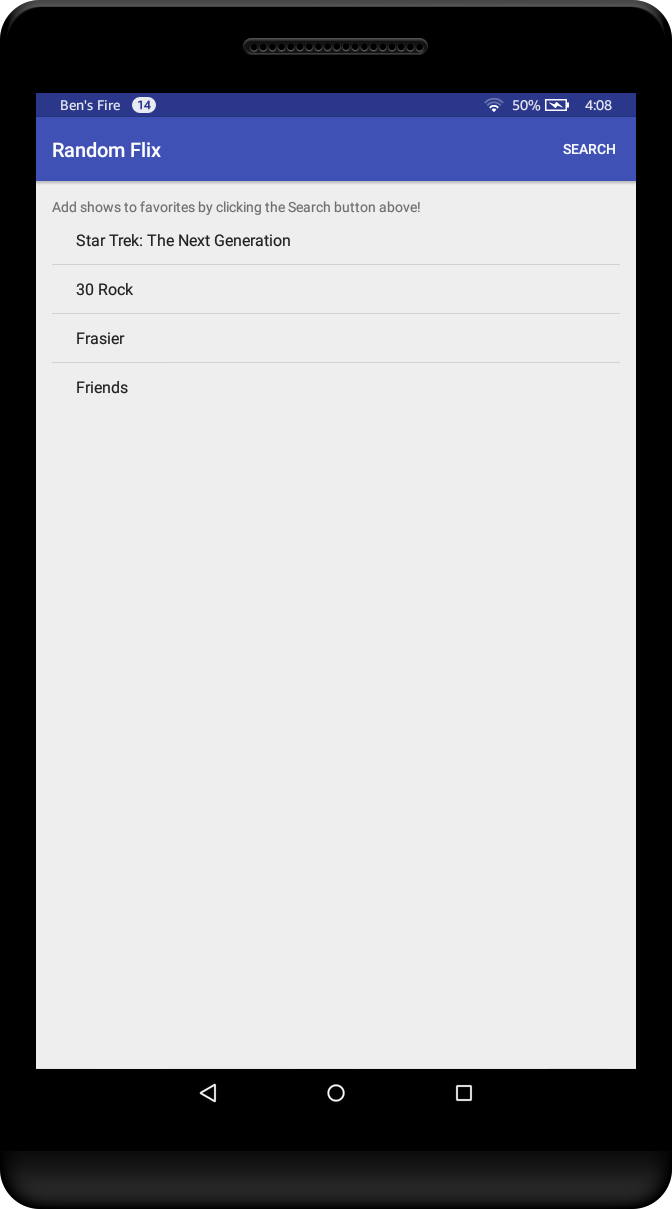 Ben's Fire 14 50% 4:08
Random Flix SEARCH
Add shows to favorites by clicking the Search button above!
Star Trek: The Next Generation
30 Rock
Frasier
Friends